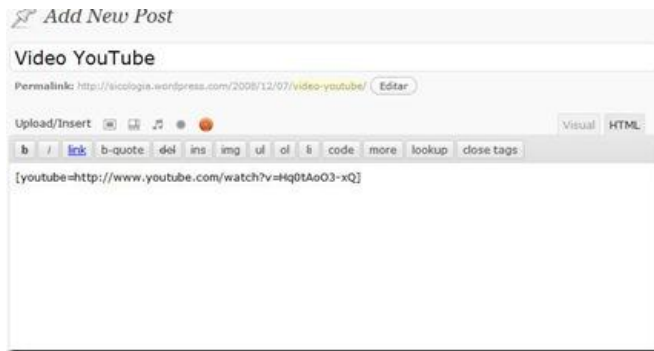 Add New Post
Video YouTube
Permalink: http://sicologia.wordpress.com/2008/12/07/video-youtube/ Editar
Upload/Insert Visual HTML
b i link b-quote del ins img ul ol li code more lookup close tags
[youtube=http://www.youtube.com/watch?v=Hq0tAoO3-xQ]